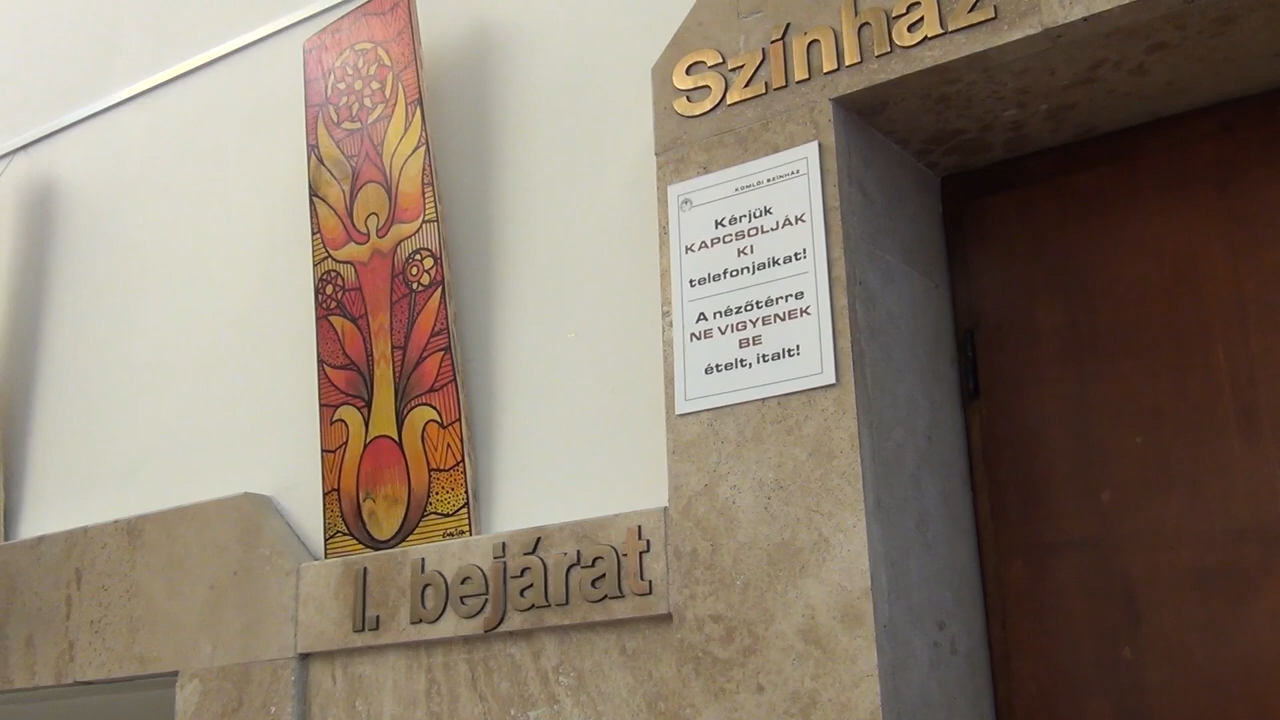 Színház
KOMLÓI SZÍNHÁZ
Kérjük
KAPCSOLJÁK
KI
telefonjaikat!
A nézőtérre
NE VIGYENEK
BE
ételt, italt!
I. bejárat